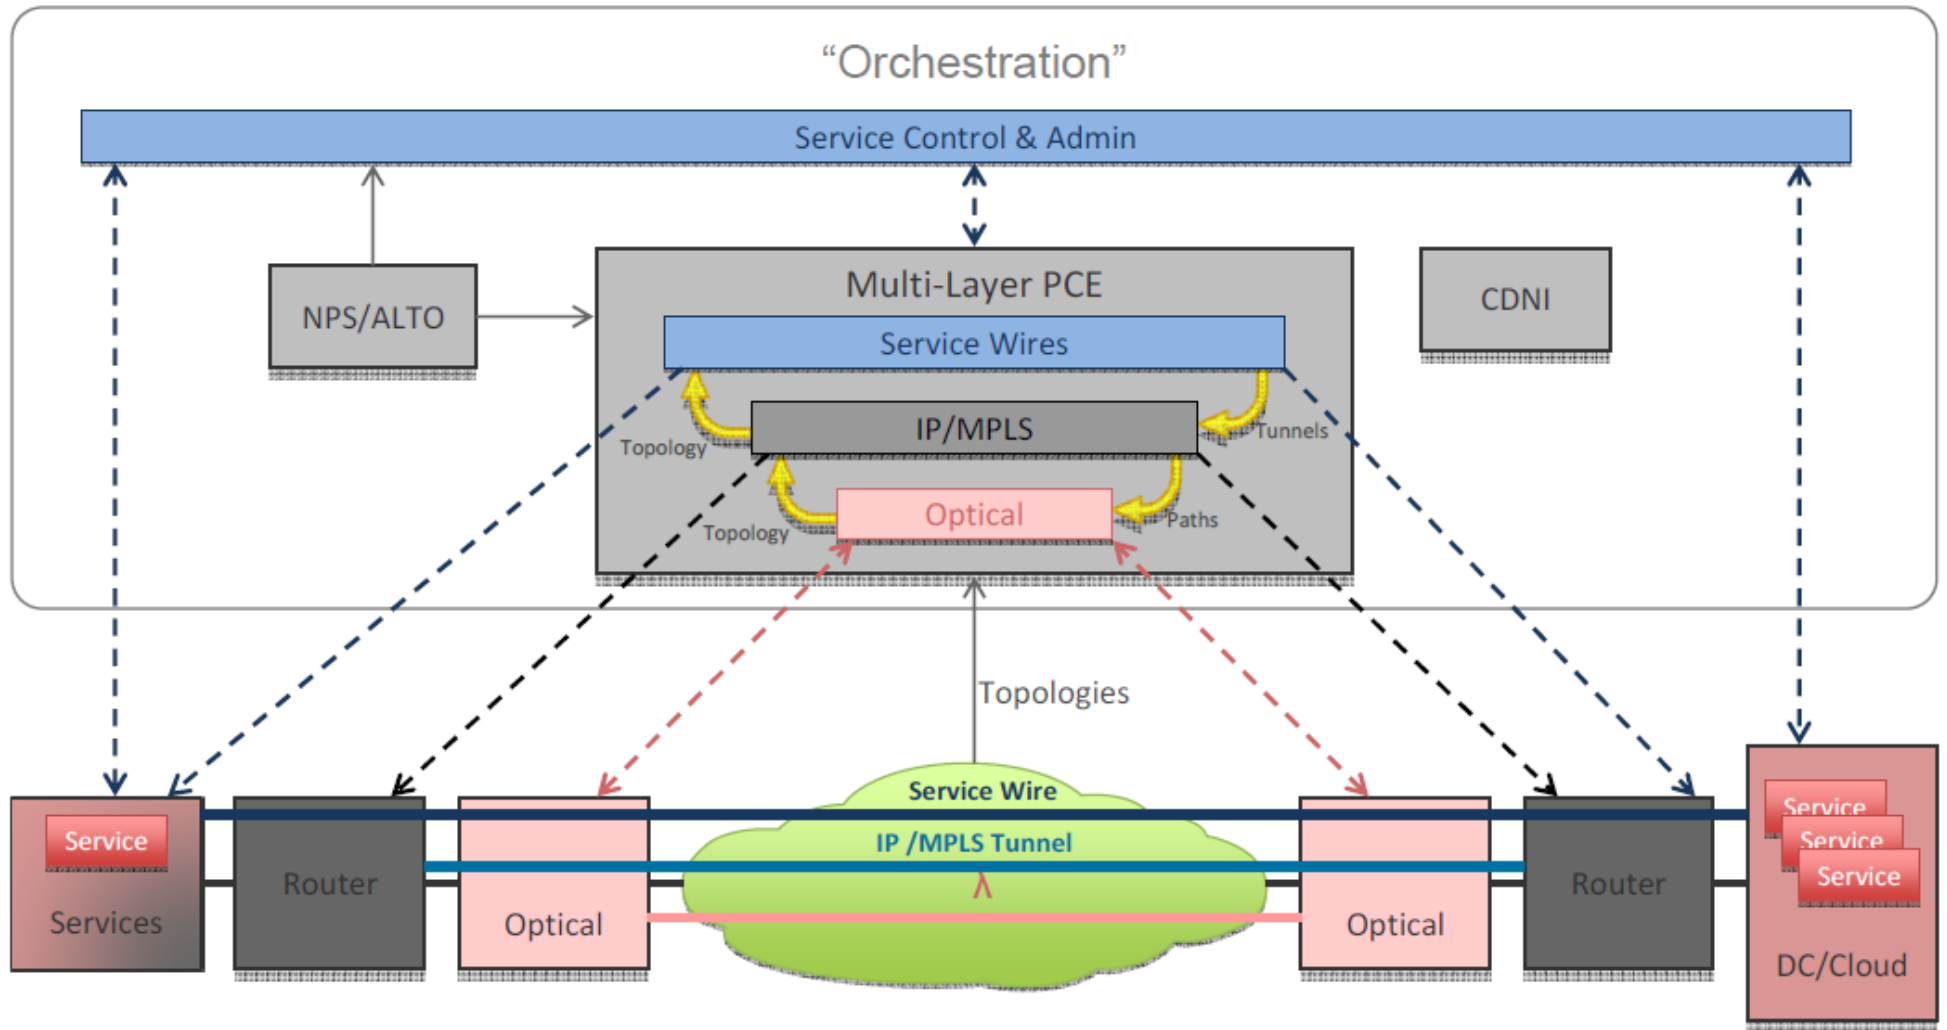 “Orchestration”
Service Control & Admin
Multi-Layer PCE
NPS/ALTO
CDNI
Service Wires
IP/MPLS
Topology
Tunnels
Optical
Topology
Paths
Topologies
Service Wire
IP /MPLS Tunnel
λ
Service
Services
Router
Optical
Optical
Router
Service
Service
Service
DC/Cloud